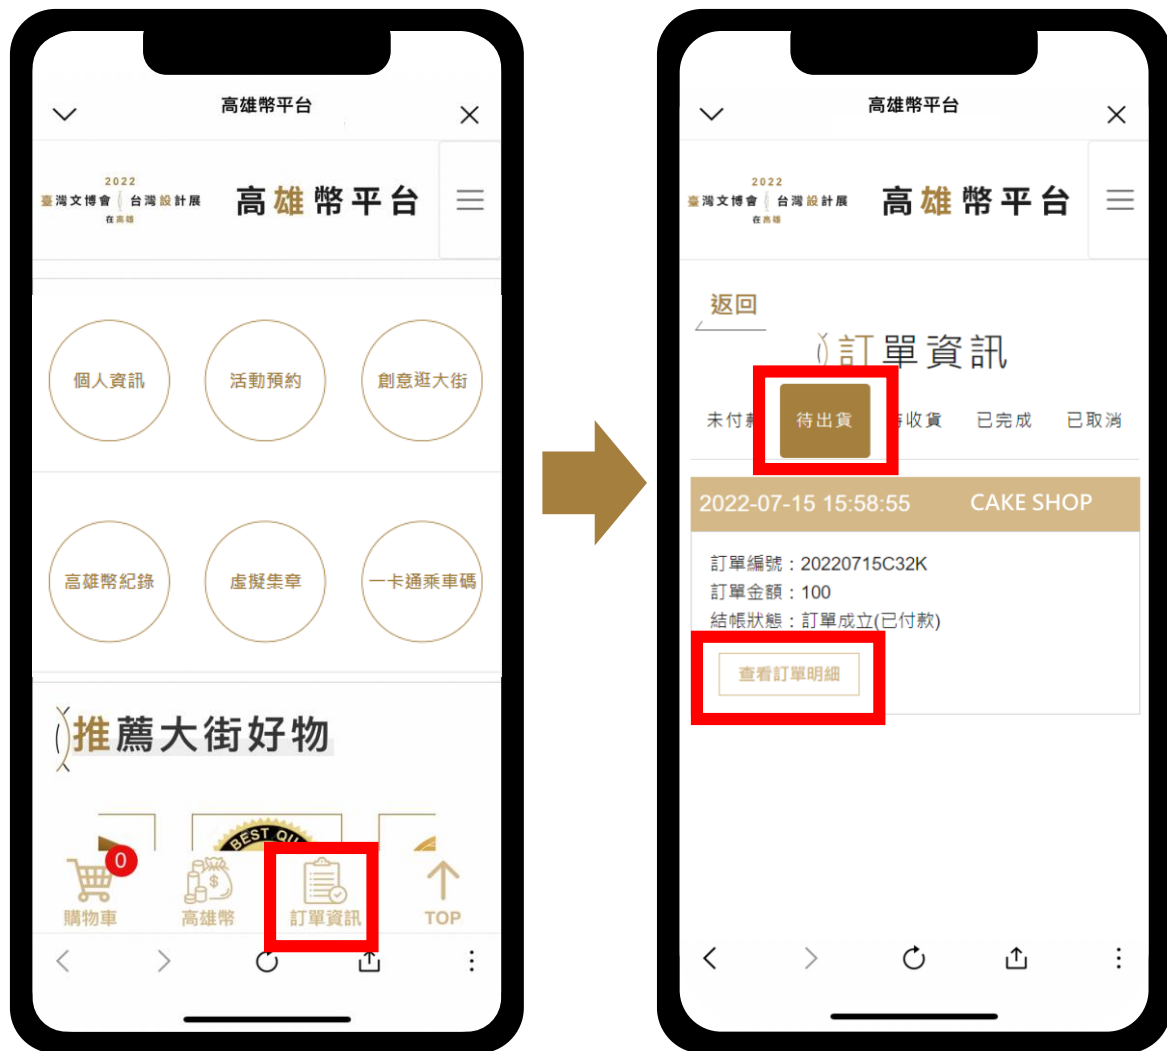 高雄幣平台
2022
臺灣文博會 台灣設計展
在高雄
高雄幣平台
個人資訊
活動預約
創意逛大街
高雄幣紀錄
虛擬集章
一卡通乘車碼
推薦大街好物
BEST QU
0
購物車
高雄幣
訂單資訊
TOP
高雄幣平台
2022
臺灣文博會 台灣設計展
在高雄
高雄幣平台
返回
訂單資訊
未付 待出貨 收貨 已完成 已取消
2022-07-15 15:58:55 CAKE SHOP
訂單編號：20220715C32K
訂單金額：100
結帳狀態：訂單成立(已付款)
查看訂單明細